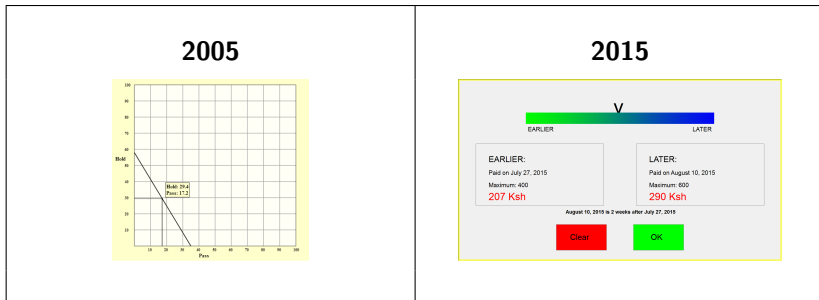 2005
100
90
80
70
60
Hold
50
40
30
20
10
Hold: 29.4
Pass: 17.2
10 20 30 40 50 60 70 80 90 100
Pass
2015
V
EARLIER LATER
EARLIER:
Paid on July 27, 2015
Maximum: 400
207 Ksh
LATER:
Paid on August 10, 2015
Maximum: 600
290 Ksh
August 10, 2015 is 2 weeks after July 27, 2015
Clear OK